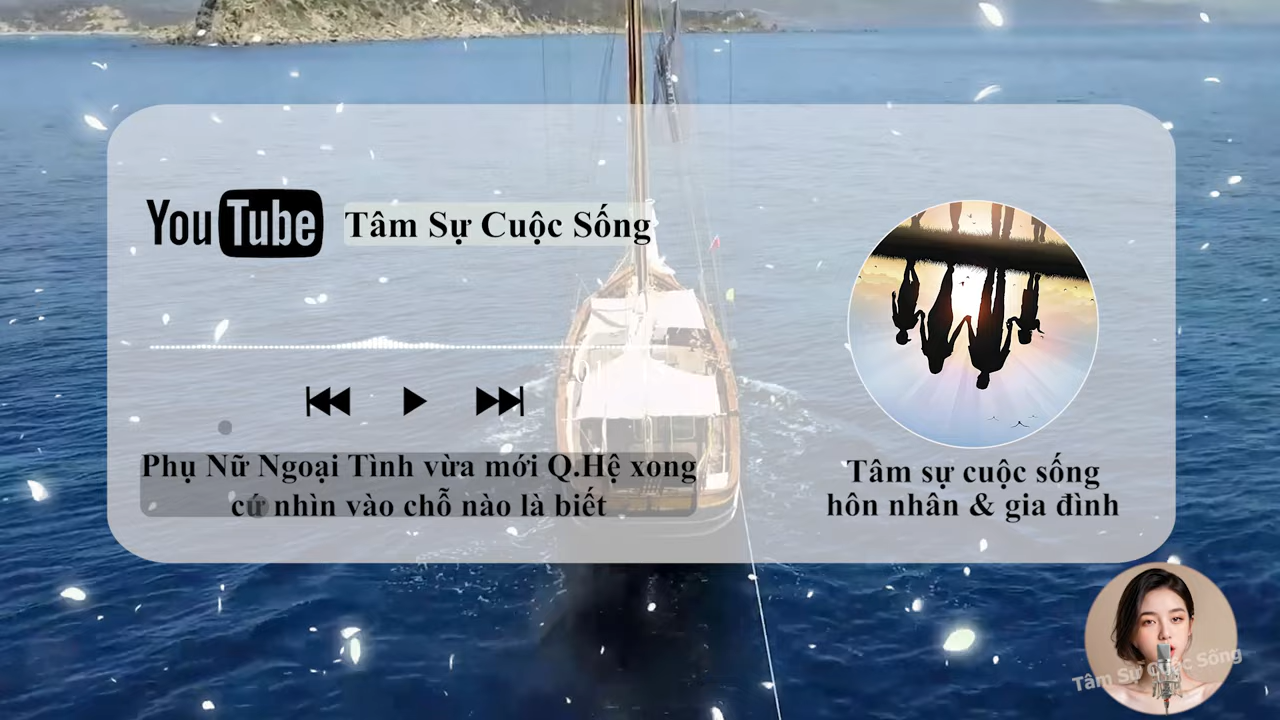 YouTube Tâm Sự Cuộc Sống
Phụ Nữ Ngoại Tình vừa mới Q.Hệ xong
cứ nhìn vào chỗ nào là biết
Tâm sự cuộc sống
hôn nhân & gia đình
Tâm Sự Cuộc Sống